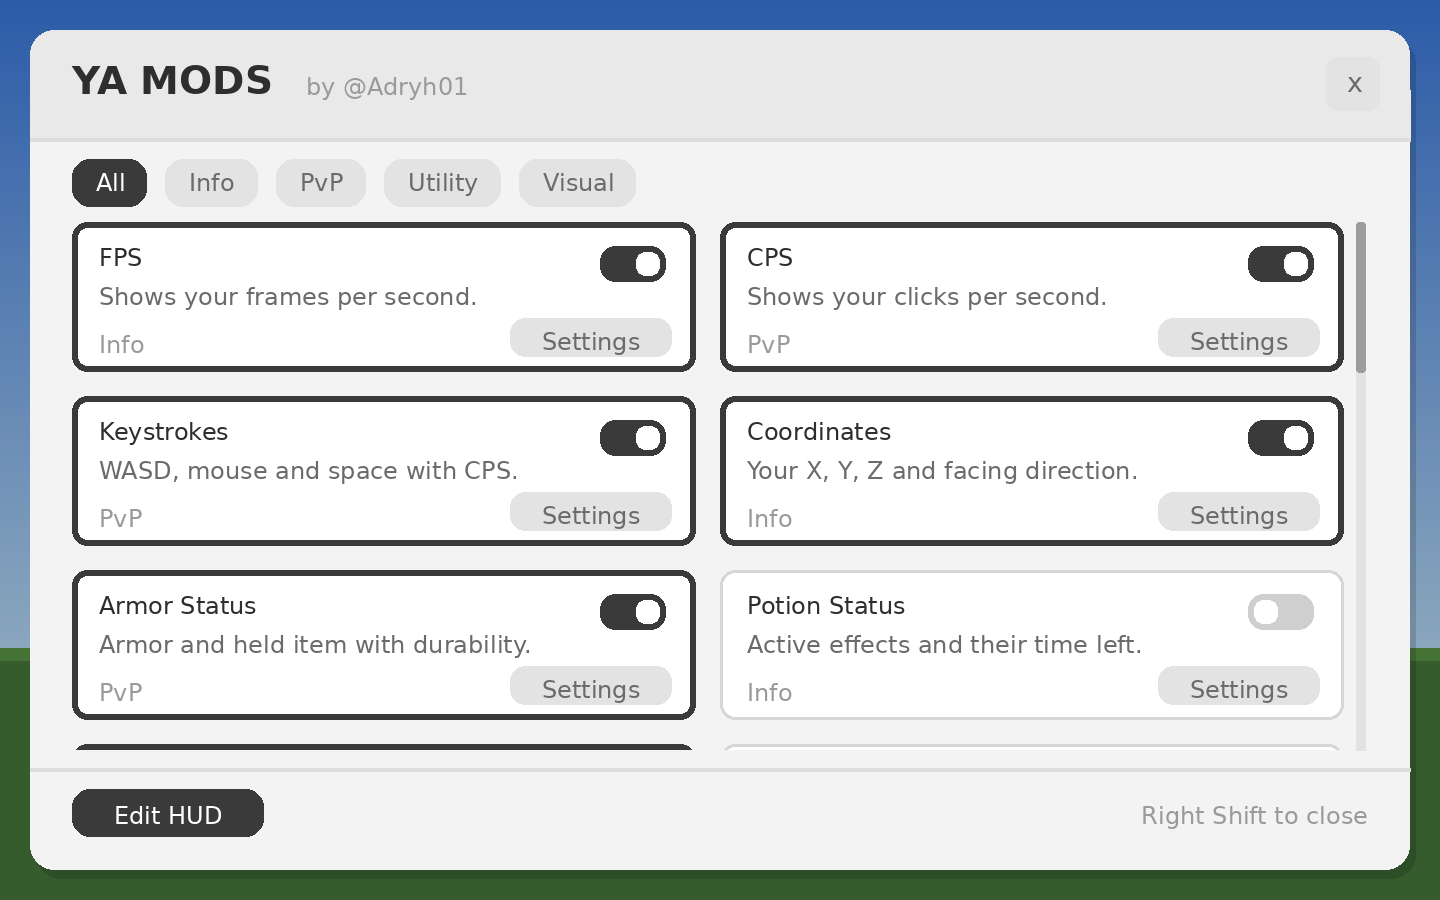 YA MODS by @Adryh01
x
All Info PvP Utility Visual
FPS
Shows your frames per second.
Info
Settings
CPS
Shows your clicks per second.
PvP
Settings
Keystrokes
WASD, mouse and space with CPS.
PvP
Settings
Coordinates
Your X, Y, Z and facing direction.
Info
Settings
Armor Status
Armor and held item with durability.
PvP
Settings
Potion Status
Active effects and their time left.
Info
Settings
Edit HUD
Right Shift to close